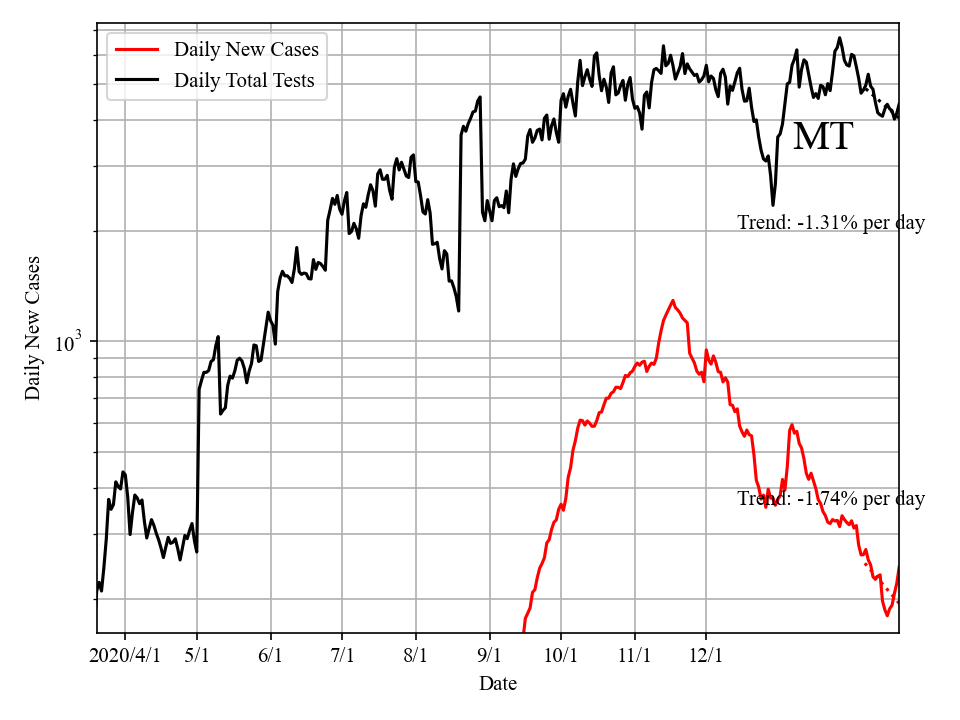 Daily New Cases
Daily Total Tests
MT
Trend: -1.31% per day
Trend: -1.74% per day
Daily New Cases
10³
2020/4/1 5/1 6/1 7/1 8/1 9/1 10/1 11/1 12/1
Date